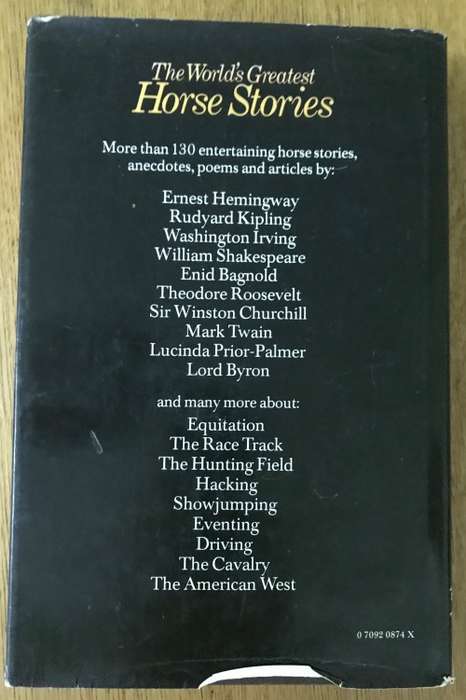 The World's Greatest
Horse Stories
More than 130 entertaining horse stories,
anecdotes, poems and articles by:
Ernest Hemingway
Rudyard Kipling
Washington Irving
William Shakespeare
Enid Bagnold
Theodore Roosevelt
Sir Winston Churchill
Mark Twain
Lucinda Prior-Palmer
Lord Byron
and many more about:
Equitation
The Race Track
The Hunting Field
Hacking
Showjumping
Eventing
Driving
The Cavalry
The American West
0 7092 0874 X